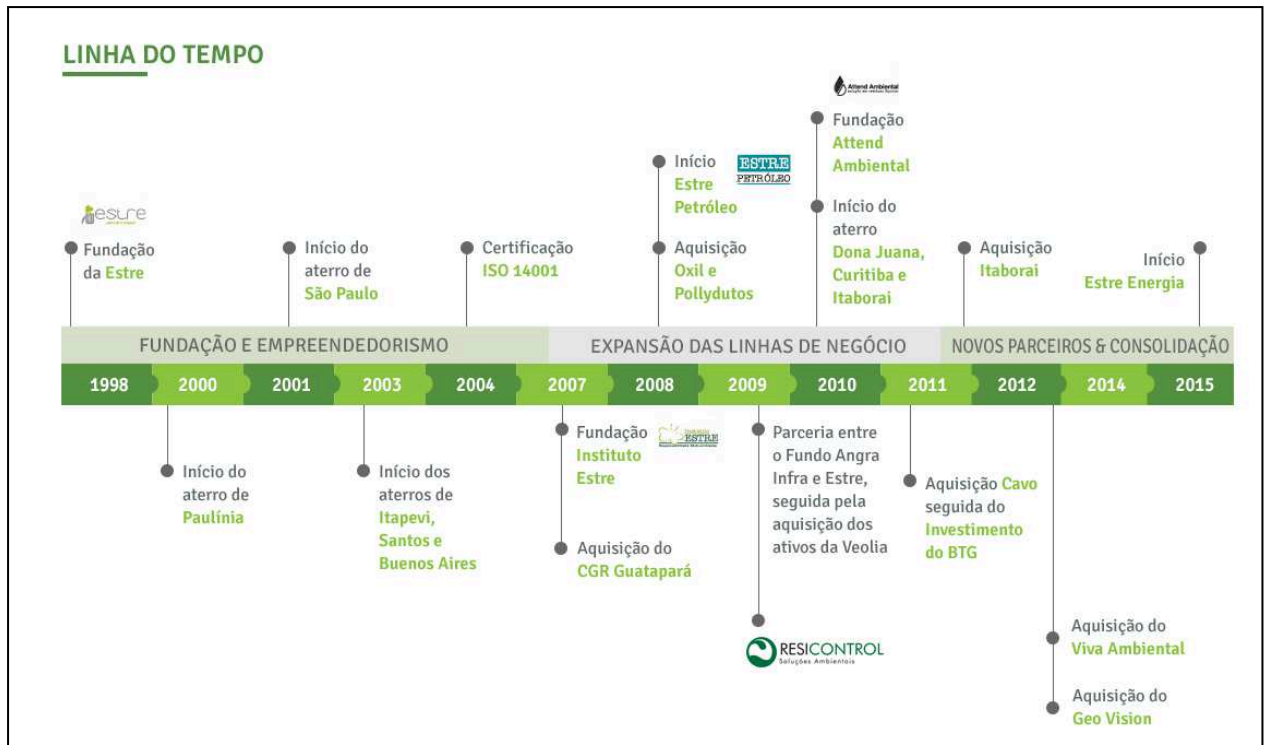 LINHA DO TEMPO
Attend Ambiental
Fundação
Attend
Ambiental
Início
Estre
Petróleo
ESTRE
PETRÓLEO
Início do
aterro
Dona Juana,
Curitiba e
Itaborai
Fundação
da Estre
Início do
aterro de
São Paulo
Certificação
ISO 14001
Aquisição
Oxil e
Pollydutos
Aquisição
Itaborai
Início
Estre Energia
FUNDAÇÃO E EMPREENDEDORISMO
EXPANSÃO DAS LINHAS DE NEGÓCIO
NOVOS PARCEIROS & CONSOLIDAÇÃO
1998 2000 2001 2003 2004 2007 2008 2009 2010 2011 2012 2014 2015
Início do
aterro de
Paulínia
Início dos
aterros de
Itapevi,
Santos e
Buenos Aires
Fundação
Instituto
Estre
ESTRE
Aquisição do
CGR Guatapará
Parceria entre
o Fundo Angra
Infra e Estre,
seguida pela
aquisição dos
ativos da Veolia
RESICONTROL
Soluções Ambientais
Aquisição Cavo
seguida do
Investimento
do BTG
Aquisição do
Viva Ambiental
Aquisição do
Geo Vision